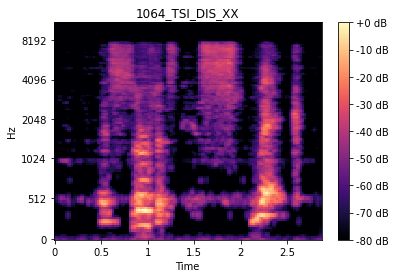 1064_TSI_DIS_XX
8192
4096
2048
1024
512
0
Hz
0
0.5
1
1.5
2
2.5
Time
+0 dB
-10 dB
-20 dB
-30 dB
-40 dB
-50 dB
-60 dB
-70 dB
-80 dB